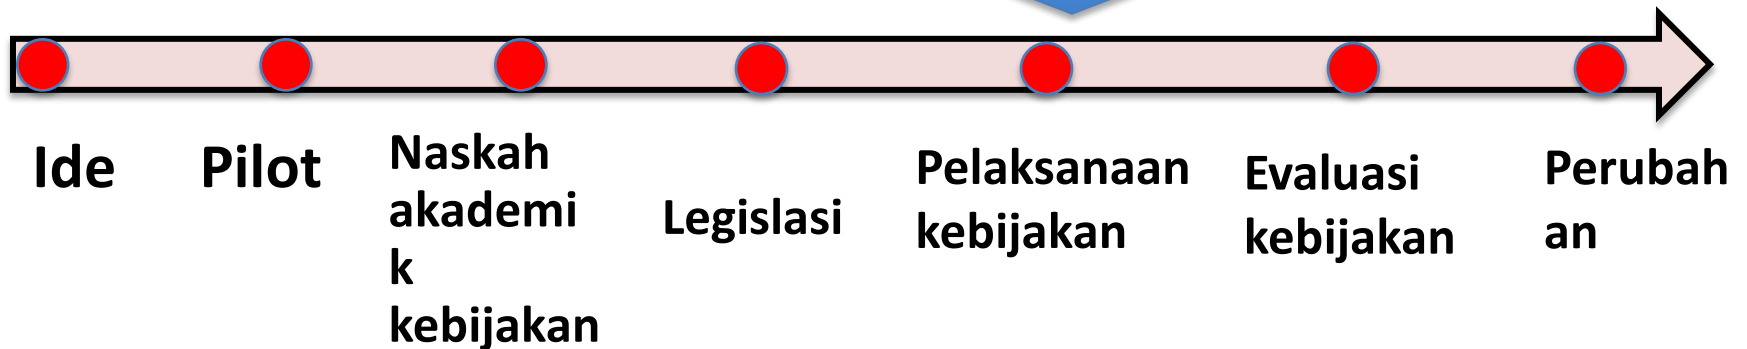 Ide
Pilot
Naskah
akademi
k
kebijakan
Legislasi
Pelaksanaan
kebijakan
Evaluasi
kebijakan
Perubah
an